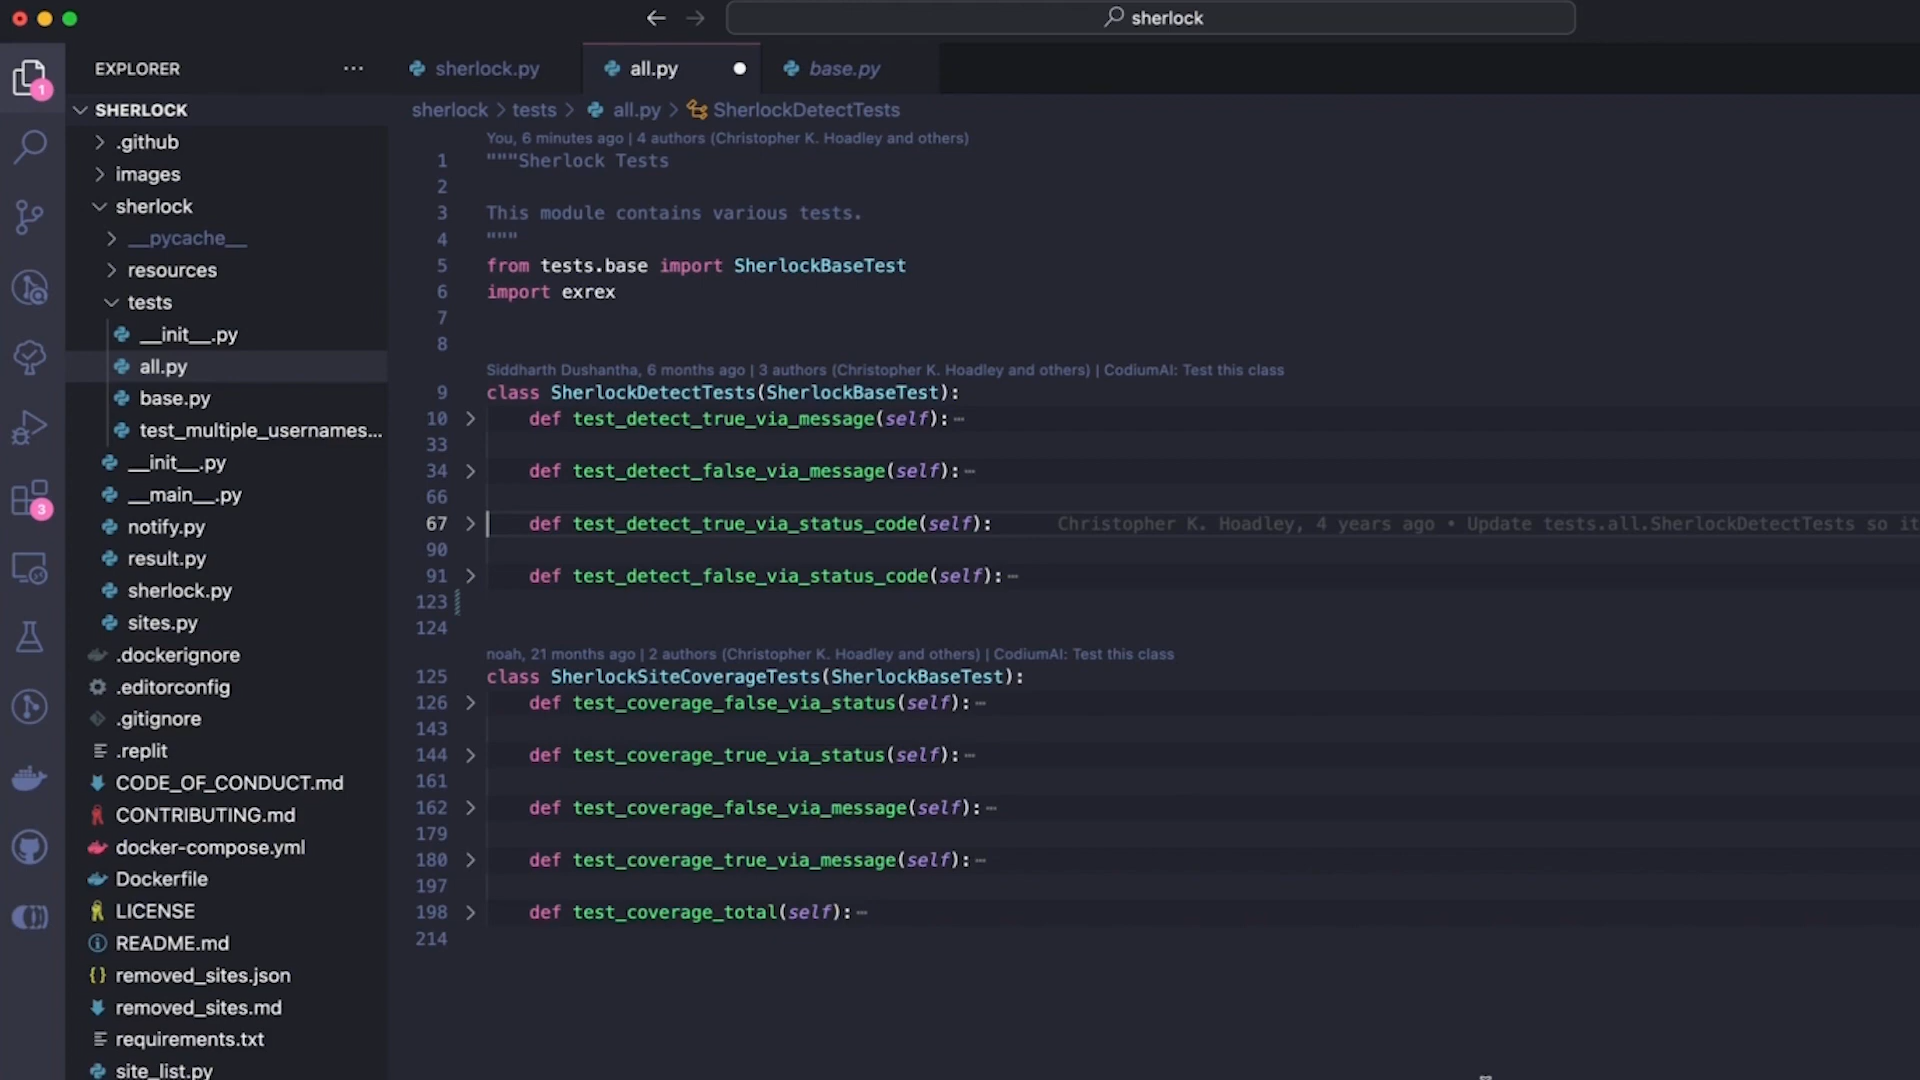 sherlock
EXPLORER
sherlock.py
all.py
base.py
SHERLOCK
.github
images
sherlock
__pycache__
resources
tests
__init__.py
all.py
base.py
test_multiple_usernames...
__init__.py
__main__.py
notify.py
result.py
sherlock.py
sites.py
.dockerignore
.editorconfig
.gitignore
.replit
CODE_OF_CONDUCT.md
CONTRIBUTING.md
docker-compose.yml
Dockerfile
LICENSE
README.md
removed_sites.json
removed_sites.md
requirements.txt
site_list.py
1
3
sherlock > tests > all.py > SherlockDetectTests
You, 6 minutes ago | 4 authors (Christopher K. Hoadley and others)
1 """Sherlock Tests
2
3 This module contains various tests.
4 """
5 from tests.base import SherlockBaseTest
6 import exrex
7
8
Siddharth Dushantha, 6 months ago | 3 authors (Christopher K. Hoadley and others) | CodiumAI: Test this class
9 class SherlockDetectTests(SherlockBaseTest):
10 def test_detect_true_via_message(self):
33
34 def test_detect_false_via_message(self):
66
67 def test_detect_true_via_status_code(self): Christopher K. Hoadley, 4 years ago • Update tests.all.SherlockDetectTests so it
90
91 def test_detect_false_via_status_code(self):
123
124
noah, 21 months ago | 2 authors (Christopher K. Hoadley and others) | CodiumAI: Test this class
125 class SherlockSiteCoverageTests(SherlockBaseTest):
126 def test_coverage_false_via_status(self):
143
144 def test_coverage_true_via_status(self):
161
162 def test_coverage_false_via_message(self):
179
180 def test_coverage_true_via_message(self):
197
198 def test_coverage_total(self):
214